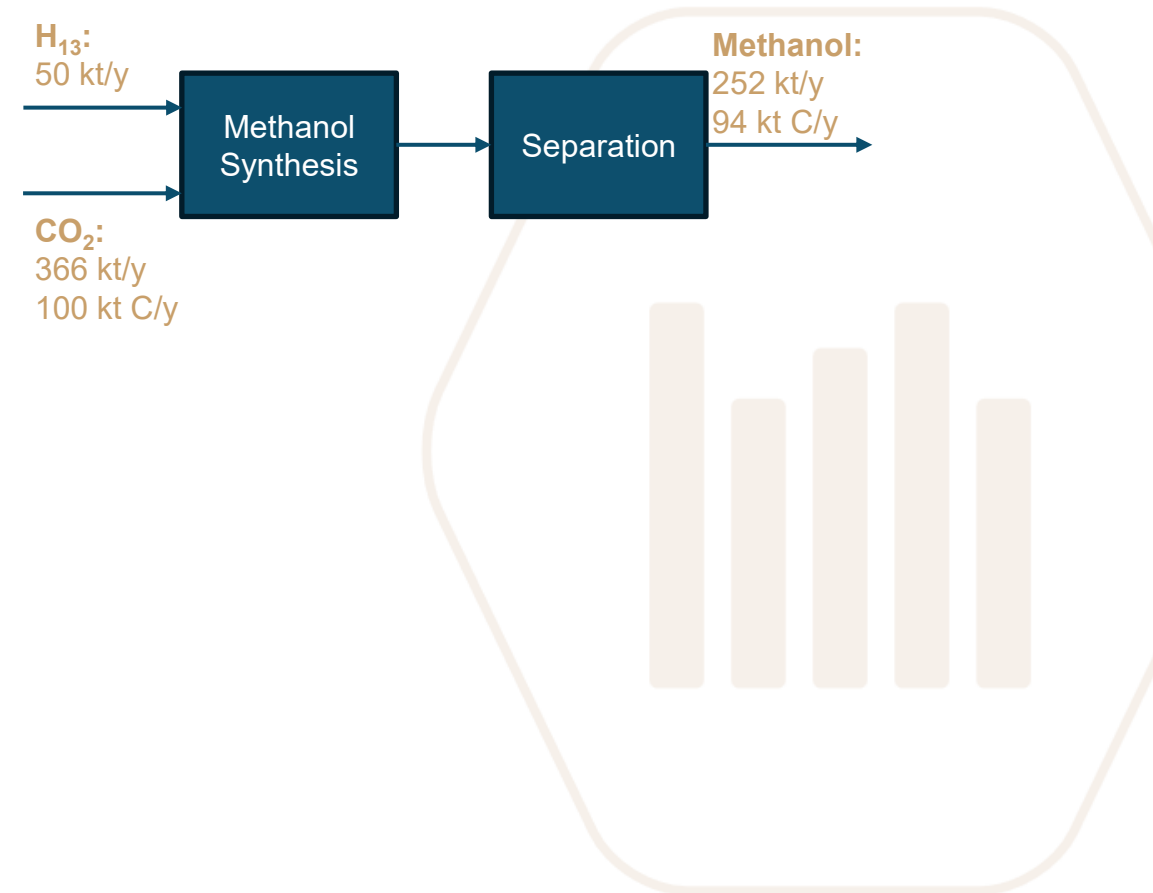 H₁₃:
50 kt/y
Methanol
Synthesis
Separation
Methanol:
252 kt/y
94 kt C/y
CO₂:
366 kt/y
100 kt C/y